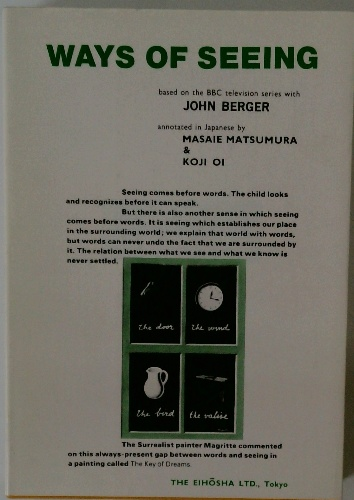 WAYS OF SEEING
based on the BBC television series with
JOHN BERGER
annotated in Japanese by
MASAIE MATSUMURA
&
KOJI OI
Seeing comes before words. The child looks
and recognizes before it can speak.
But there is also another sense in which seeing
comes before words. It is seeing which establishes our place
in the surrounding world; we explain that world with words,
but words can never undo the fact that we are surrounded by
it. The relation between what we see and what we know is
never settled.
the door
the wind
the bird
the valise
The Surrealist painter Magritte commented
on this always-present gap between words and seeing in
a painting called The Key of Dreams.
THE EIHŌSHA LTD., Tokyo